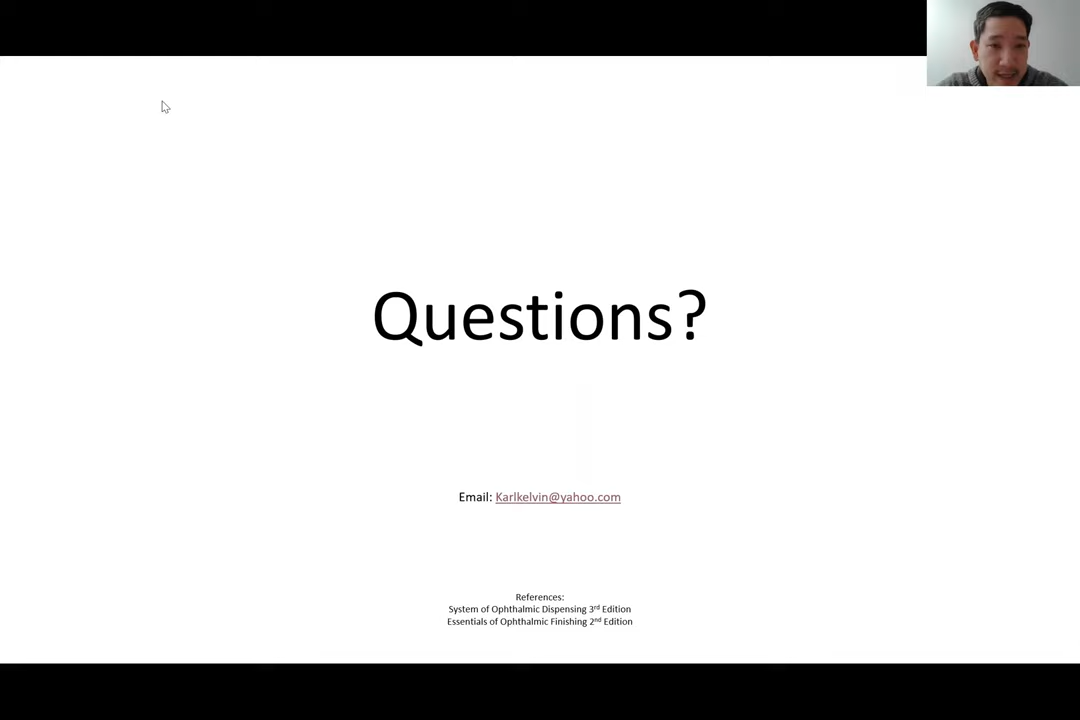 Questions?
Email: Karlkelvin@yahoo.com
References:
System of Ophthalmic Dispensing 3rd Edition
Essentials of Ophthalmic Finishing 2nd Edition